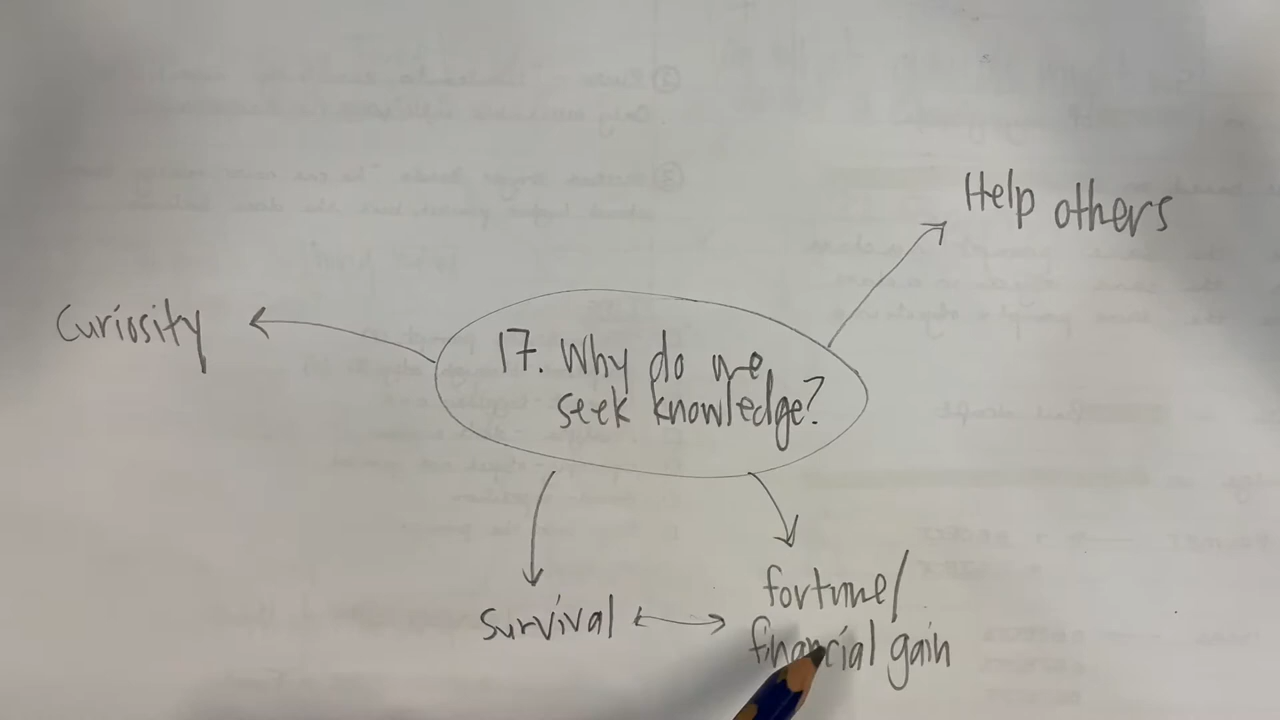 Help others
Curiosity
17. Why do we
seek knowledge?
survival
fortune/
financial gain